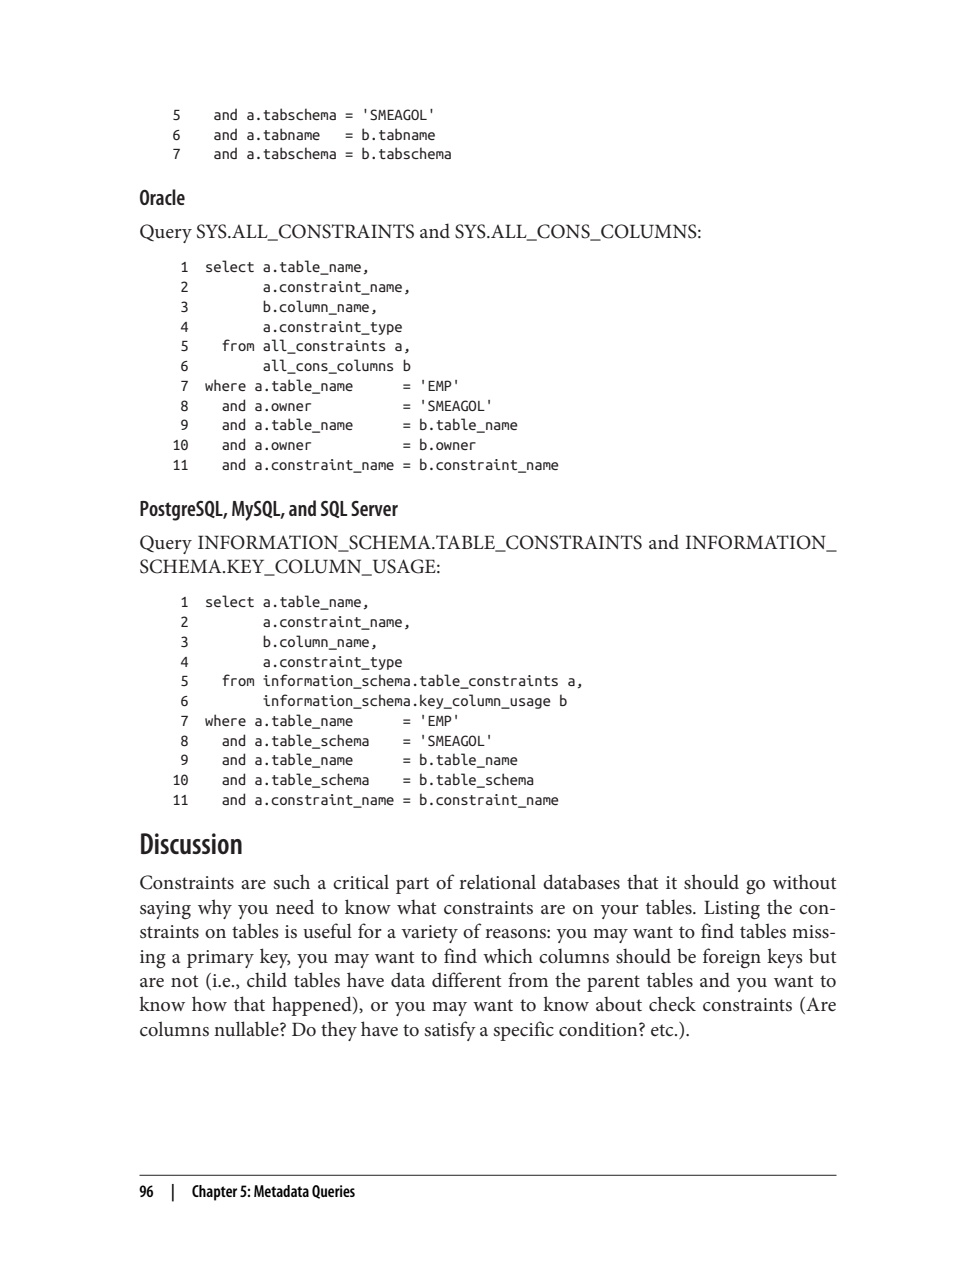 5    and a.tabschema = 'SMEAGOL'
6    and a.tabname   = b.tabname
7    and a.tabschema = b.tabschema
Oracle
Query SYS.ALL_CONSTRAINTS and SYS.ALL_CONS_COLUMNS:
1  select a.table_name,
2         a.constraint_name,
3         b.column_name,
4         a.constraint_type
5    from all_constraints a,
6         all_cons_columns b
7  where a.table_name      = 'EMP'
8    and a.owner           = 'SMEAGOL'
9    and a.table_name      = b.table_name
10    and a.owner           = b.owner
11    and a.constraint_name = b.constraint_name
PostgreSQL, MySQL, and SQL Server
Query INFORMATION_SCHEMA.TABLE_CONSTRAINTS and INFORMATION_
SCHEMA.KEY_COLUMN_USAGE:
1  select a.table_name,
2         a.constraint_name,
3         b.column_name,
4         a.constraint_type
5    from information_schema.table_constraints a,
6         information_schema.key_column_usage b
7  where a.table_name      = 'EMP'
8    and a.table_schema    = 'SMEAGOL'
9    and a.table_name      = b.table_name
10    and a.table_schema    = b.table_schema
11    and a.constraint_name = b.constraint_name
Discussion
Constraints are such a critical part of relational databases that it should go without
saying why you need to know what constraints are on your tables. Listing the con-
straints on tables is useful for a variety of reasons: you may want to find tables miss-
ing a primary key, you may want to find which columns should be foreign keys but
are not (i.e., child tables have data different from the parent tables and you want to
know how that happened), or you may want to know about check constraints (Are
columns nullable? Do they have to satisfy a specific condition? etc.).
96 | Chapter 5: Metadata Queries